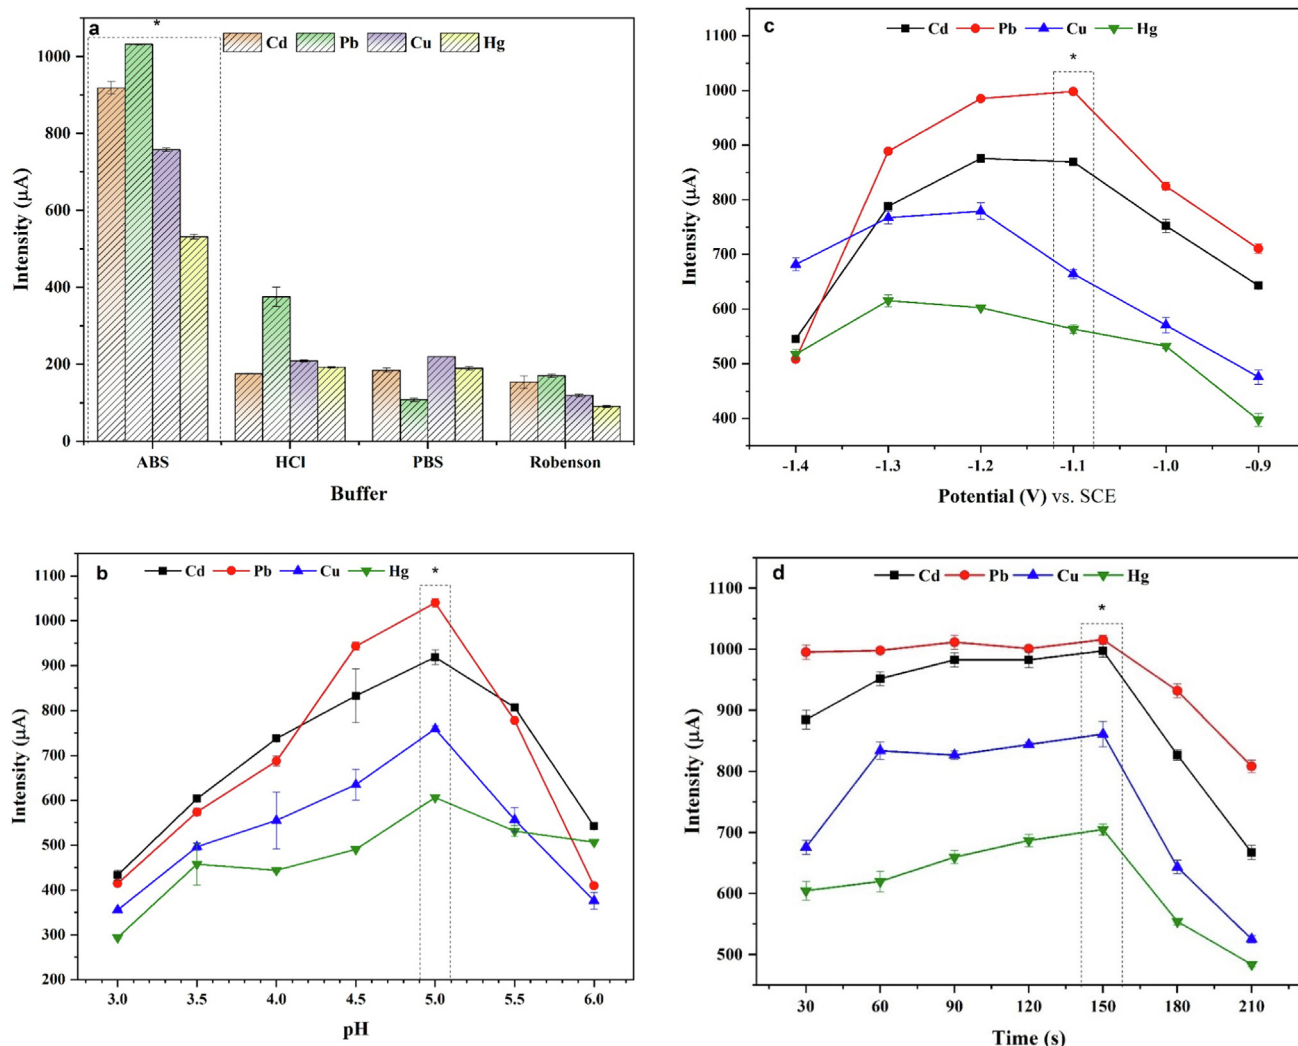 a
*
Cd Pb Cu Hg
1000
800
600
400
200
0
Intensity (μA)
ABS HCl PBS Robenson
Buffer
c
Cd Pb Cu Hg
*
1100
1000
900
800
700
600
500
400
Intensity (μA)
-1.4 -1.3 -1.2 -1.1 -1.0 -0.9
Potential (V) vs. SCE
b
Cd Pb Cu Hg
*
1100
1000
900
800
700
600
500
400
300
200
Intensity (μA)
3.0 3.5 4.0 4.5 5.0 5.5 6.0
pH
d
Cd Pb Cu Hg
*
1100
1000
900
800
700
600
500
Intensity (μA)
30 60 90 120 150 180 210
Time (s)